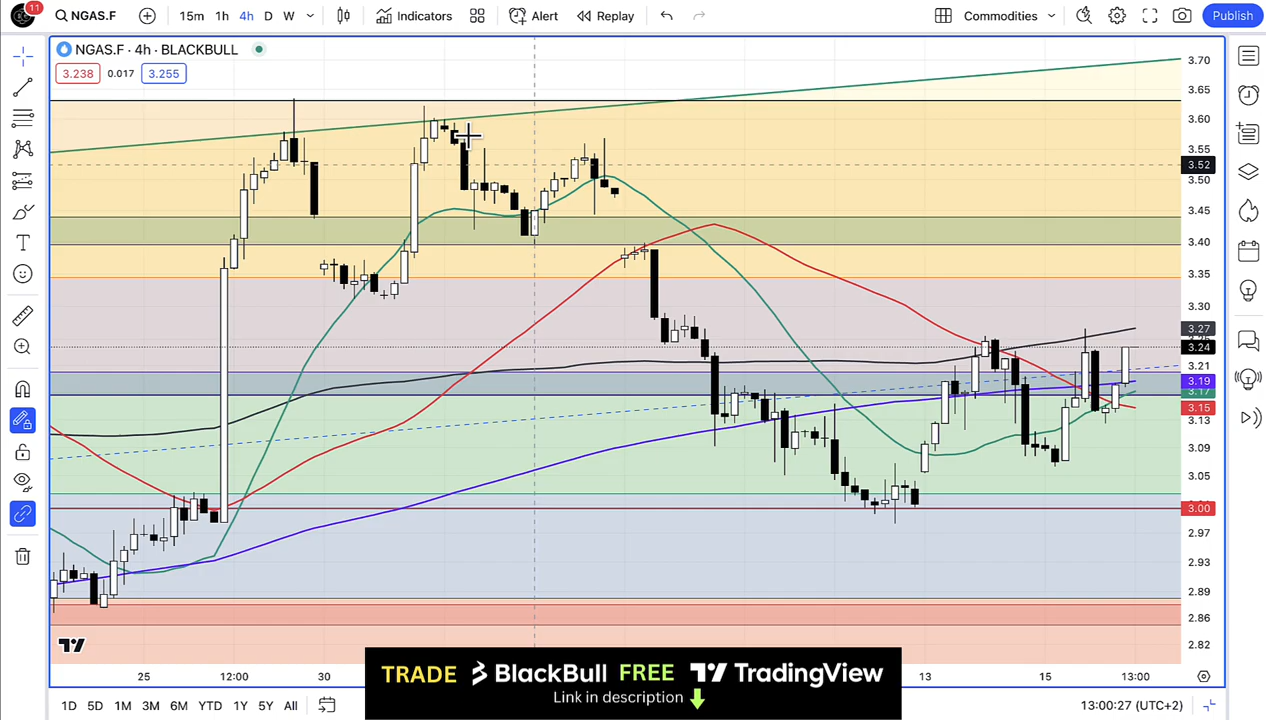 11
NGAS.F
15m 1h 4h D W
Indicators
Alert
Replay
Commodities
Publish
NGAS.F · 4h · BLACKBULL
3.238 0.017 3.255
3.70
3.65
3.60
3.55
3.52
3.50
3.45
3.40
3.35
3.30
3.27
3.24
3.21
3.19
3.17
3.15
3.13
3.09
3.05
3.00
2.97
2.93
2.89
2.86
2.82
TRADE BlackBull FREE TradingView
Link in description
25 12:00 30 13 15 13:00
1D 5D 1M 3M 6M YTD 1Y 5Y All
13:00:27 (UTC+2)